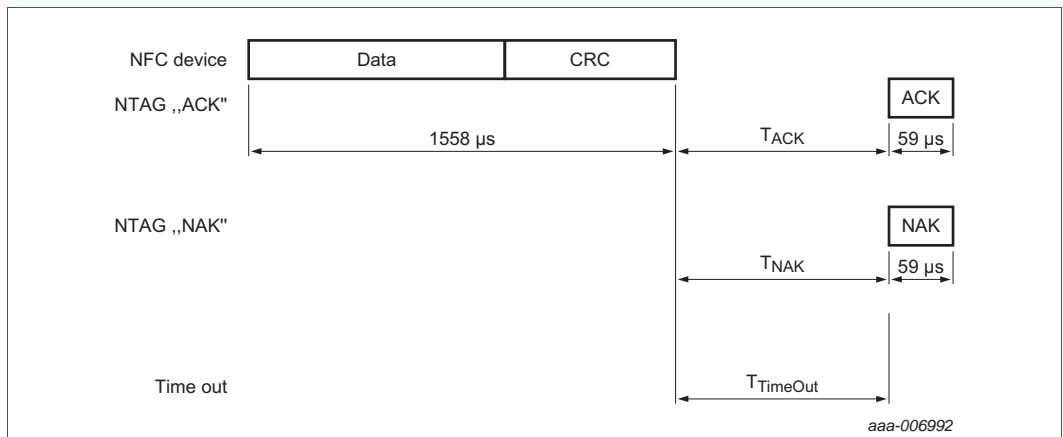 NFC device Data CRC
NTAG ,,ACK" ACK
1558 µs TACK 59 µs
NTAG ,,NAK" NAK
TNAK 59 µs
Time out TTimeOut
aaa-006992